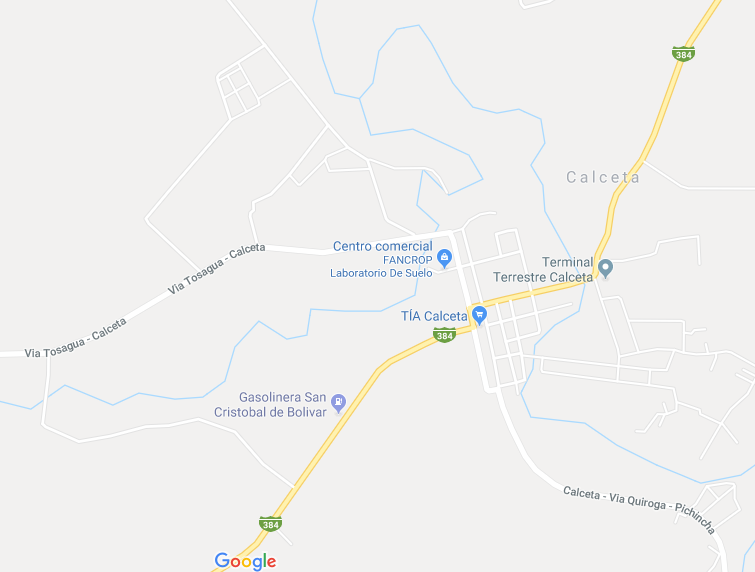 384
Calceta
Via Tosagua - Calceta
Centro comercial
FANCROP
Laboratorio De Suelo
Terminal
Terrestre Calceta
Via Tosagua - Calceta
TÍA Calceta
384
Gasolinera San
Cristobal de Bolivar
Calceta - Via Quiroga - Pichincha
384
Google